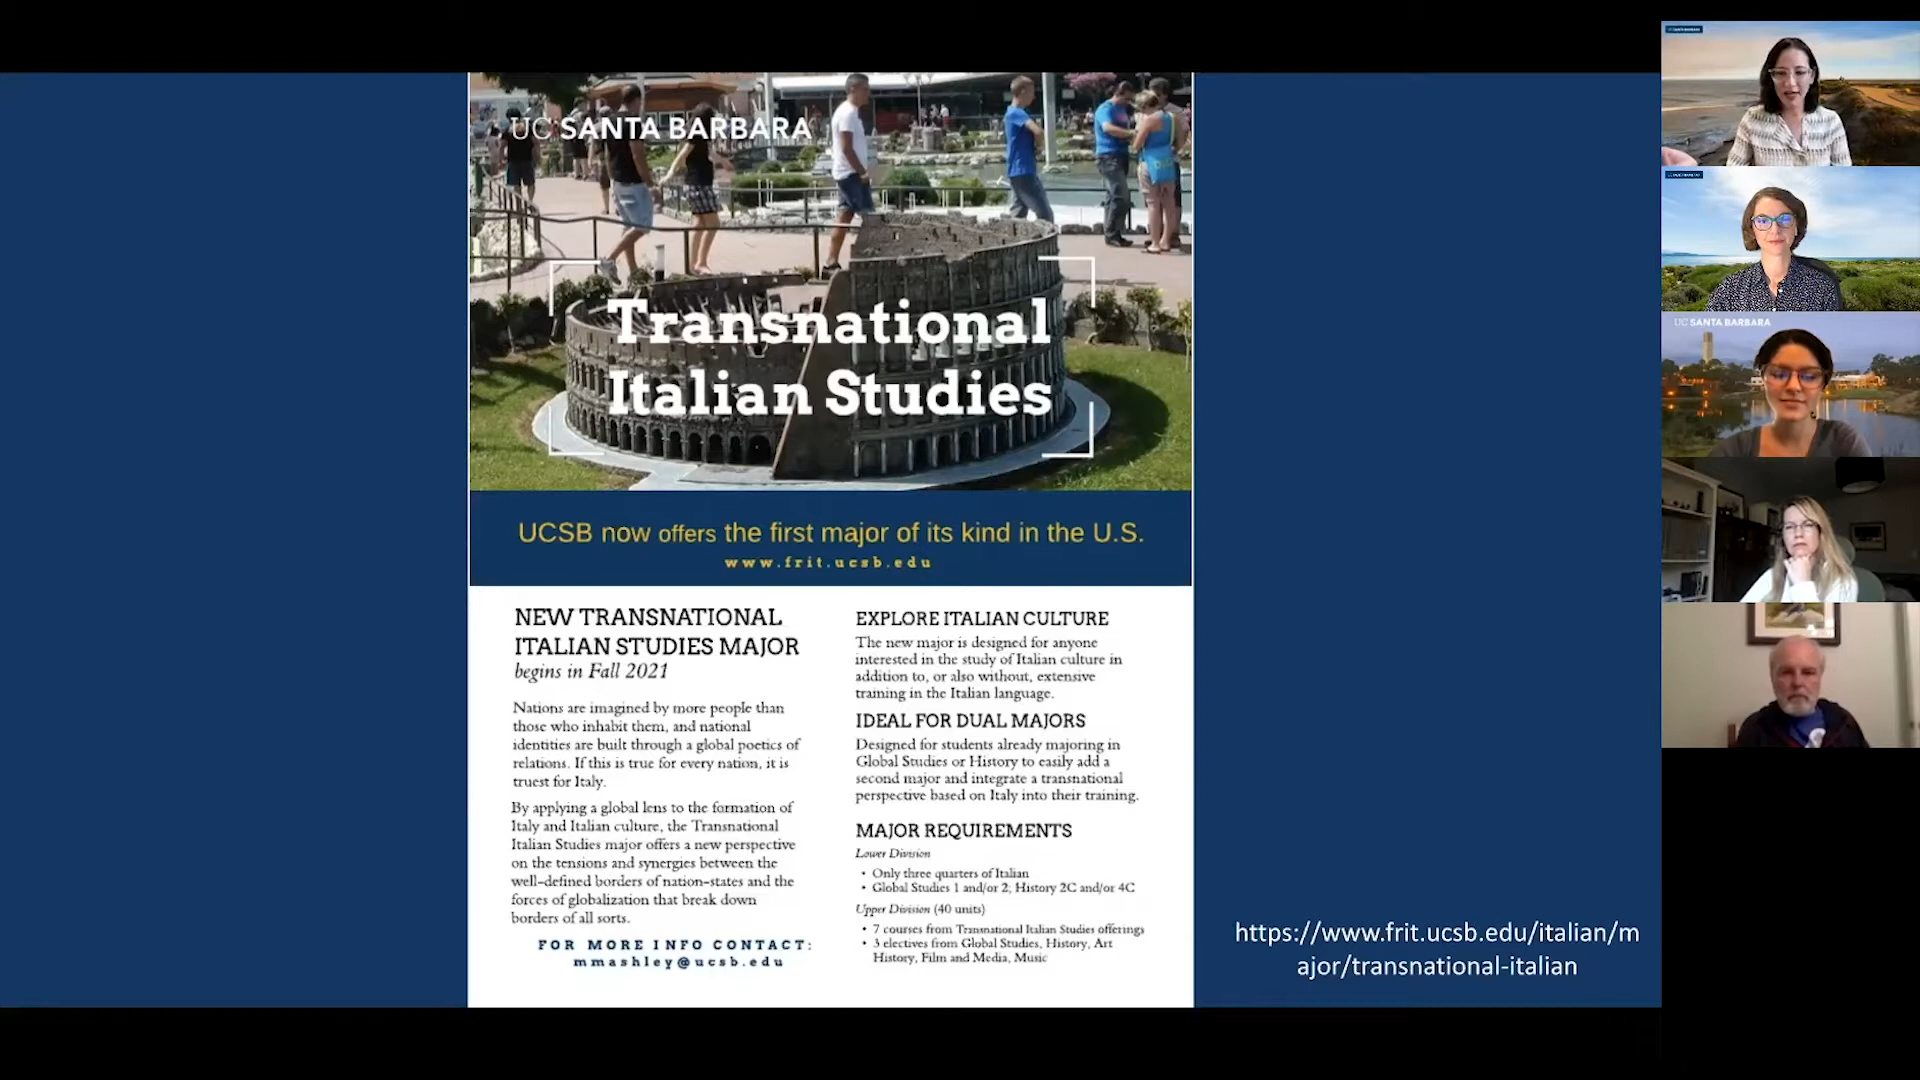 UC SANTA BARBARA
Transnational
Italian Studies
UCSB now offers the first major of its kind in the U.S.
www.frit.ucsb.edu
NEW TRANSNATIONAL
ITALIAN STUDIES MAJOR
begins in Fall 2021
Nations are imagined by more people than
those who inhabit them, and national
identities are built through a global poetics of
relations. If this is true for every nation, it is
truest for Italy.
By applying a global lens to the formation of
Italy and Italian culture, the Transnational
Italian Studies major offers a new perspective
on the tensions and synergies between the
well-defined borders of nation-states and the
forces of globalization that break down
borders of all sorts.
FOR MORE INFO CONTACT:
mmashley@ucsb.edu
EXPLORE ITALIAN CULTURE
The new major is designed for anyone
interested in the study of Italian culture in
addition to, or also without, extensive
training in the Italian language.
IDEAL FOR DUAL MAJORS
Designed for students already majoring in
Global Studies or History to easily add a
second major and integrate a transnational
perspective based on Italy into their training.
MAJOR REQUIREMENTS
Lower Division
• Only three quarters of Italian
• Global Studies 1 and/or 2; History 2C and/or 4C
Upper Division (40 units)
• 7 courses from Transnational Italian Studies offerings
• 3 electives from Global Studies, History, Art
History, Film and Media, Music
https://www.frit.ucsb.edu/italian/m
ajor/transnational-italian
UC SANTA BARBARA